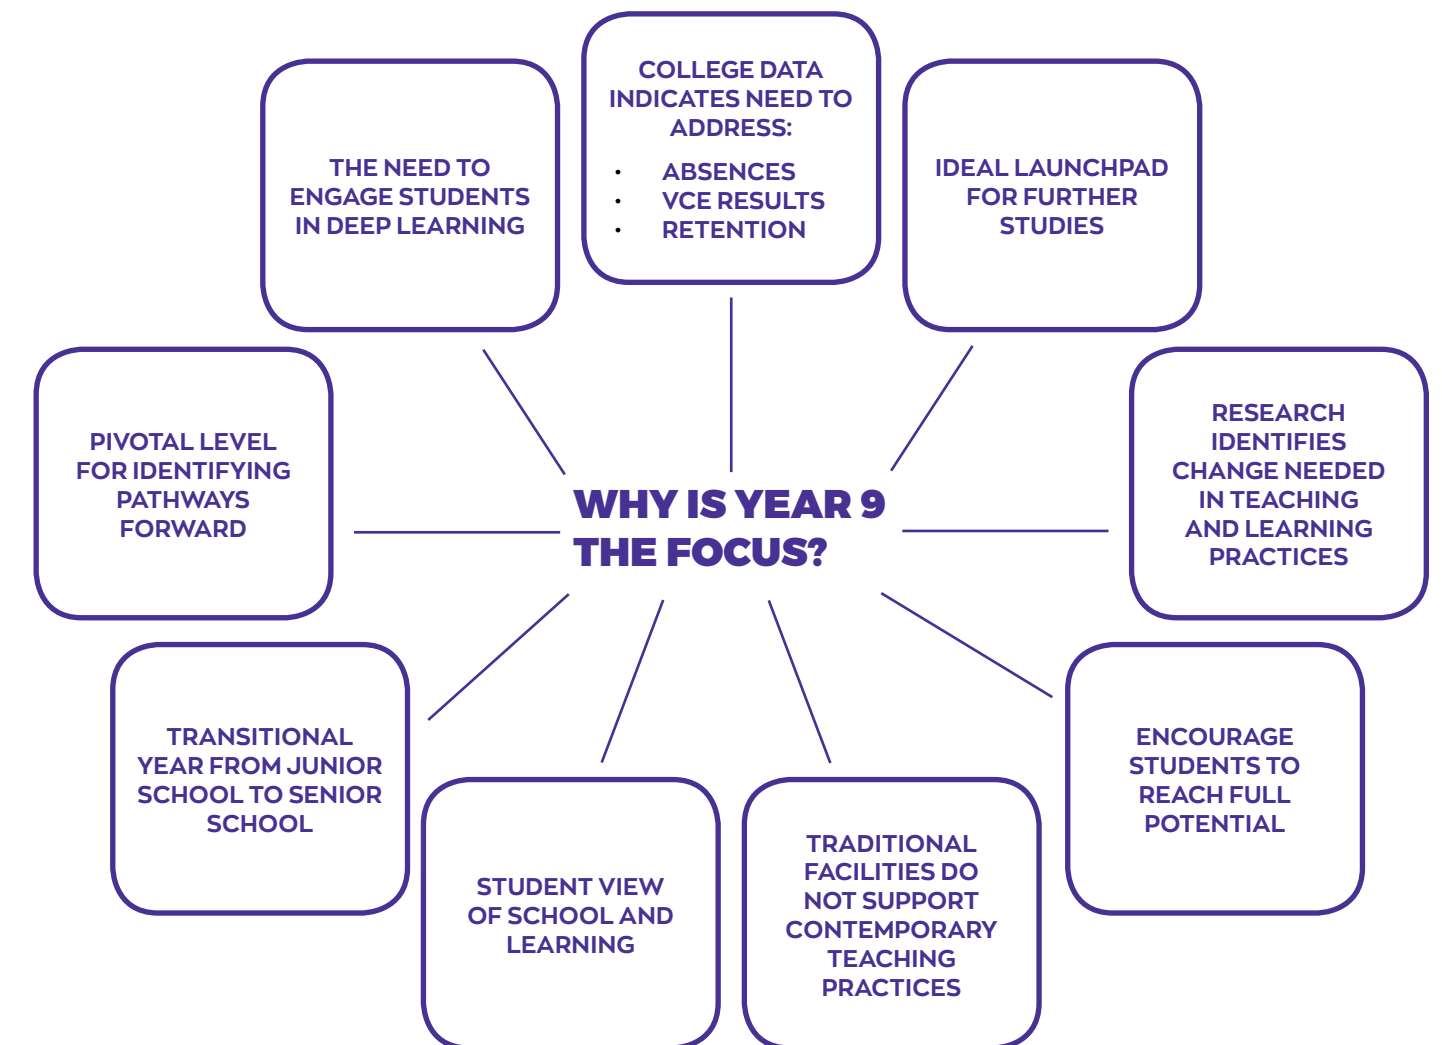 COLLEGE DATA
INDICATES NEED TO
ADDRESS:
• ABSENCES
• VCE RESULTS
• RETENTION
THE NEED TO
ENGAGE STUDENTS
IN DEEP LEARNING
IDEAL LAUNCHPAD
FOR FURTHER
STUDIES
PIVOTAL LEVEL
FOR IDENTIFYING
PATHWAYS
FORWARD
RESEARCH
IDENTIFIES
CHANGE NEEDED
IN TEACHING
AND LEARNING
PRACTICES
WHY IS YEAR 9
THE FOCUS?
TRANSITIONAL
YEAR FROM JUNIOR
SCHOOL TO SENIOR
SCHOOL
ENCOURAGE
STUDENTS TO
REACH FULL
POTENTIAL
STUDENT VIEW
OF SCHOOL AND
LEARNING
TRADITIONAL
FACILITIES DO
NOT SUPPORT
CONTEMPORARY
TEACHING
PRACTICES